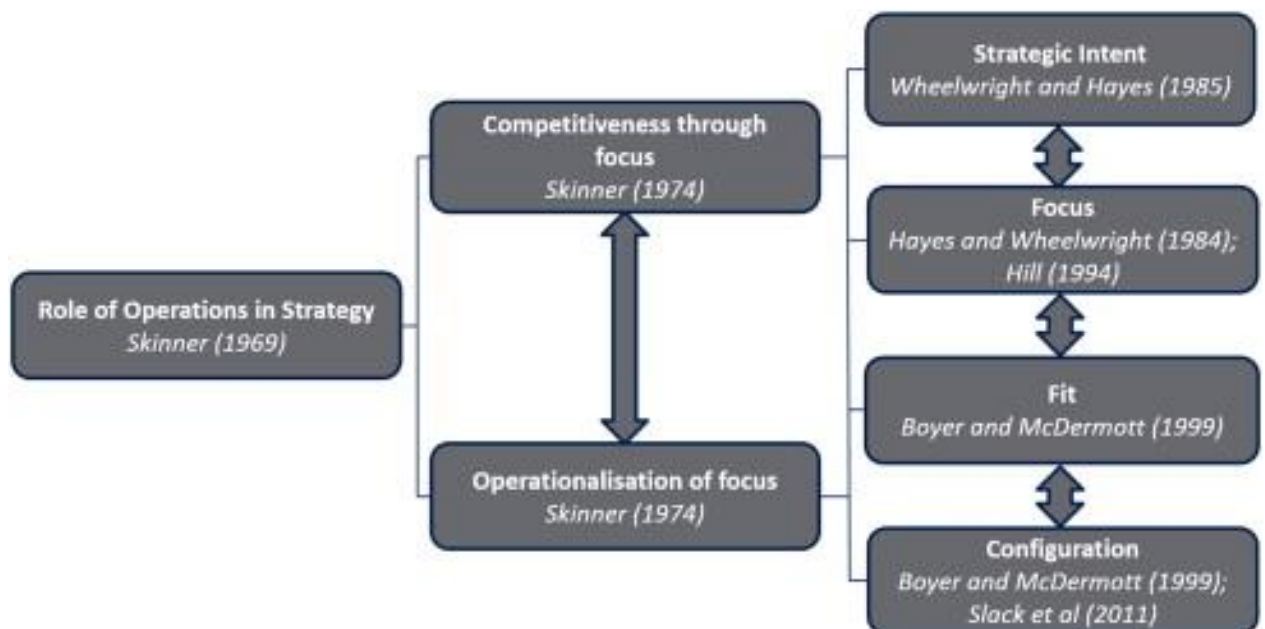 Role of Operations in Strategy
Skinner (1969)
Competitiveness through
focus
Skinner (1974)
Operationalisation of focus
Skinner (1974)
Strategic Intent
Wheelwright and Hayes (1985)
Focus
Hayes and Wheelwright (1984);
Hill (1994)
Fit
Boyer and McDermott (1999)
Configuration
Boyer and McDermott (1999);
Slack et al (2011)